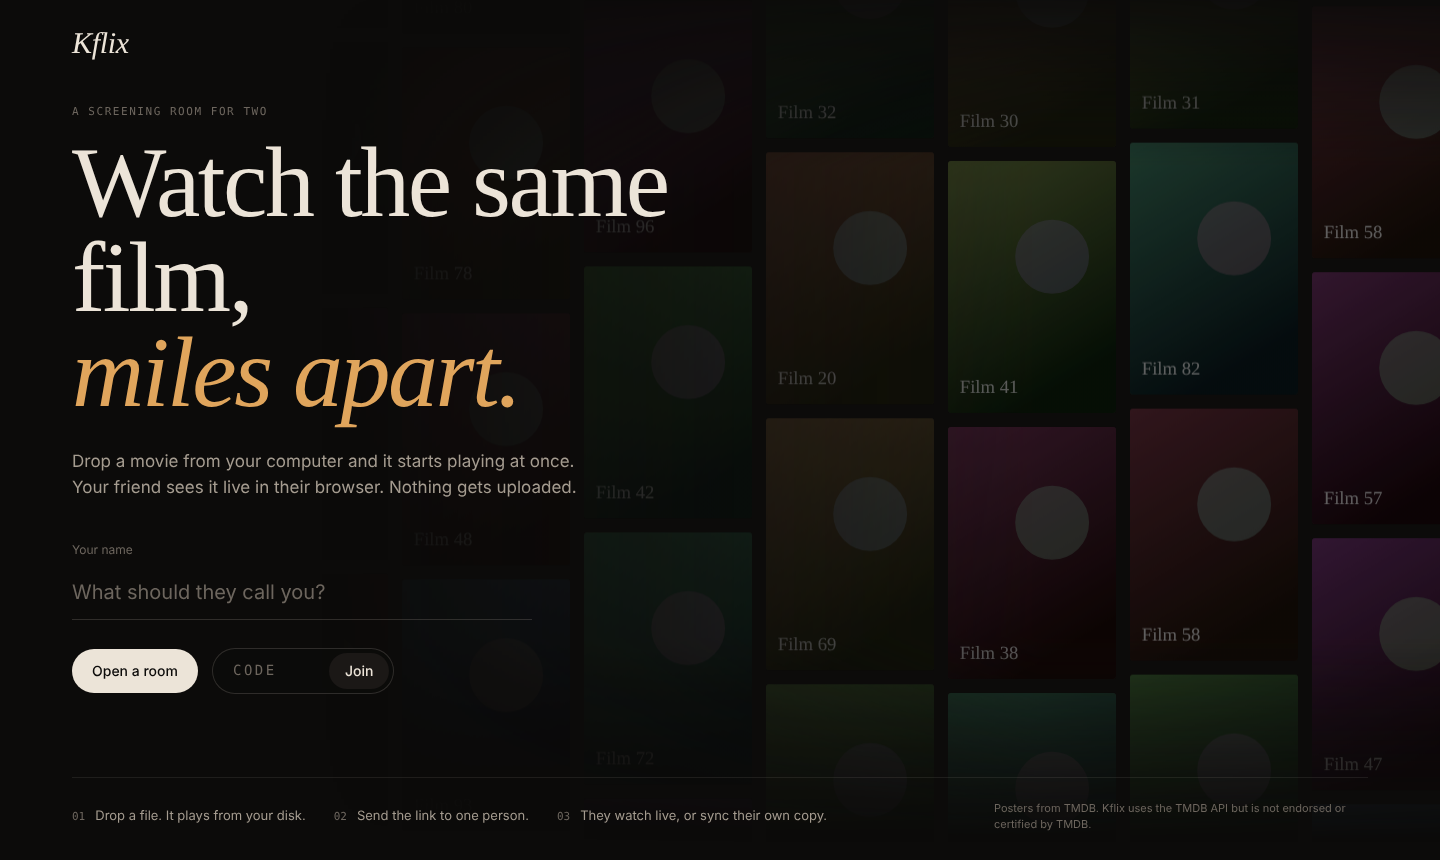 Kflix
A SCREENING ROOM FOR TWO
Watch the same
film,
miles apart.
Drop a movie from your computer and it starts playing at once.
Your friend sees it live in their browser. Nothing gets uploaded.
Your name
What should they call you?
Open a room
CODE
Join
Film 78
Film 48
Film 96
Film 42
Film 72
Film 32
Film 20
Film 69
Film 30
Film 41
Film 38
Film 31
Film 82
Film 58
Film 58
Film 57
Film 47
01 Drop a file. It plays from your disk.
02 Send the link to one person.
03 They watch live, or sync their own copy.
Posters from TMDB. Kflix uses the TMDB API but is not endorsed or
certified by TMDB.